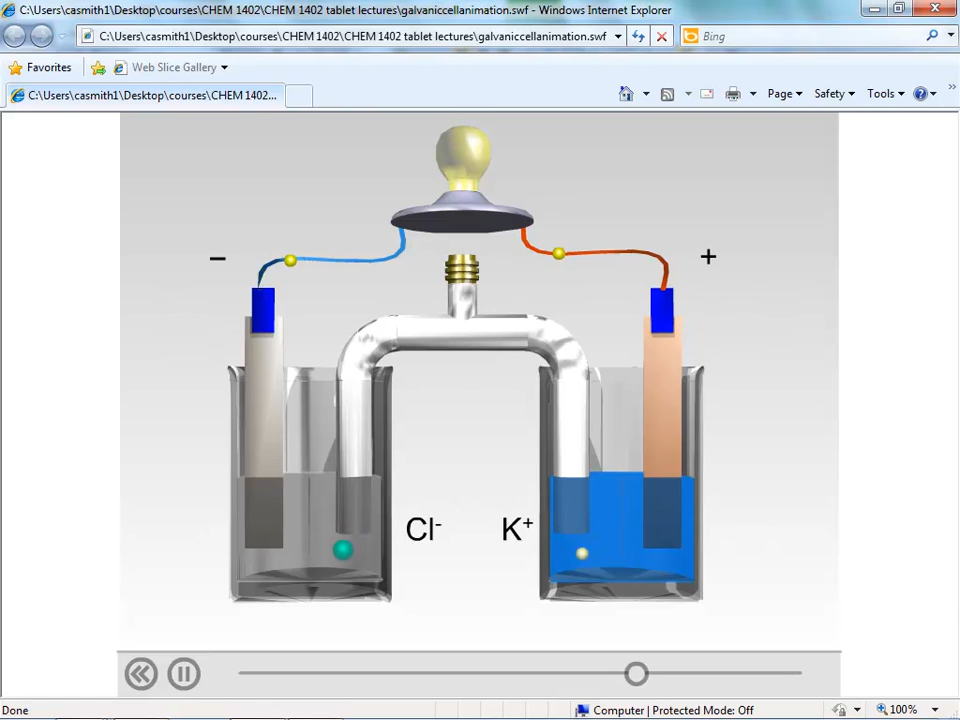 C:\Users\casmith1\Desktop\courses\CHEM 1402\CHEM 1402 tablet lectures\galvaniccellanimation.swf - Windows Internet Explorer
C:\Users\casmith1\Desktop\courses\CHEM 1402\CHEM 1402 tablet lectures\galvaniccellanimation.swf
Bing
Favorites
Web Slice Gallery
C:\Users\casmith1\Desktop\courses\CHEM 1402...
Page
Safety
Tools
− +
Cl⁻ K⁺
Done
Computer | Protected Mode: Off
100%